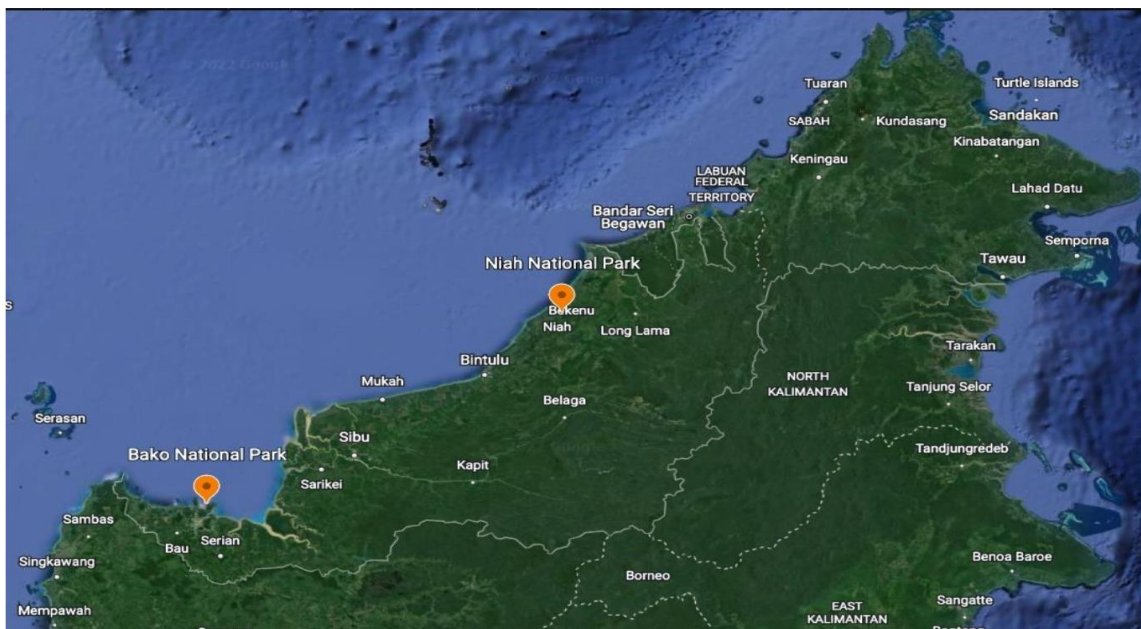 © 2022 Google
Tuaran
Turtle Islands
SABAH
Kundasang
Sandakan
Kinabatangan
Keningau
LABUAN
FEDERAL
TERRITORY
Lahad Datu
Bandar Seri
Begawan
Semporna
Niah National Park
Tawau
S
Bekenu
Niah
Long Lama
Tarakan
Bintulu
Mukah
NORTH
KALIMANTAN
Tanjung Selor
Belaga
Serasan
Sibu
Tandjungredeb
Bako National Park
Kapit
Sarikei
Sambas
Bau
Serian
Singkawang
Benoa Baroe
Borneo
Mempawah
Sangatte
EAST
KALIMANTAN